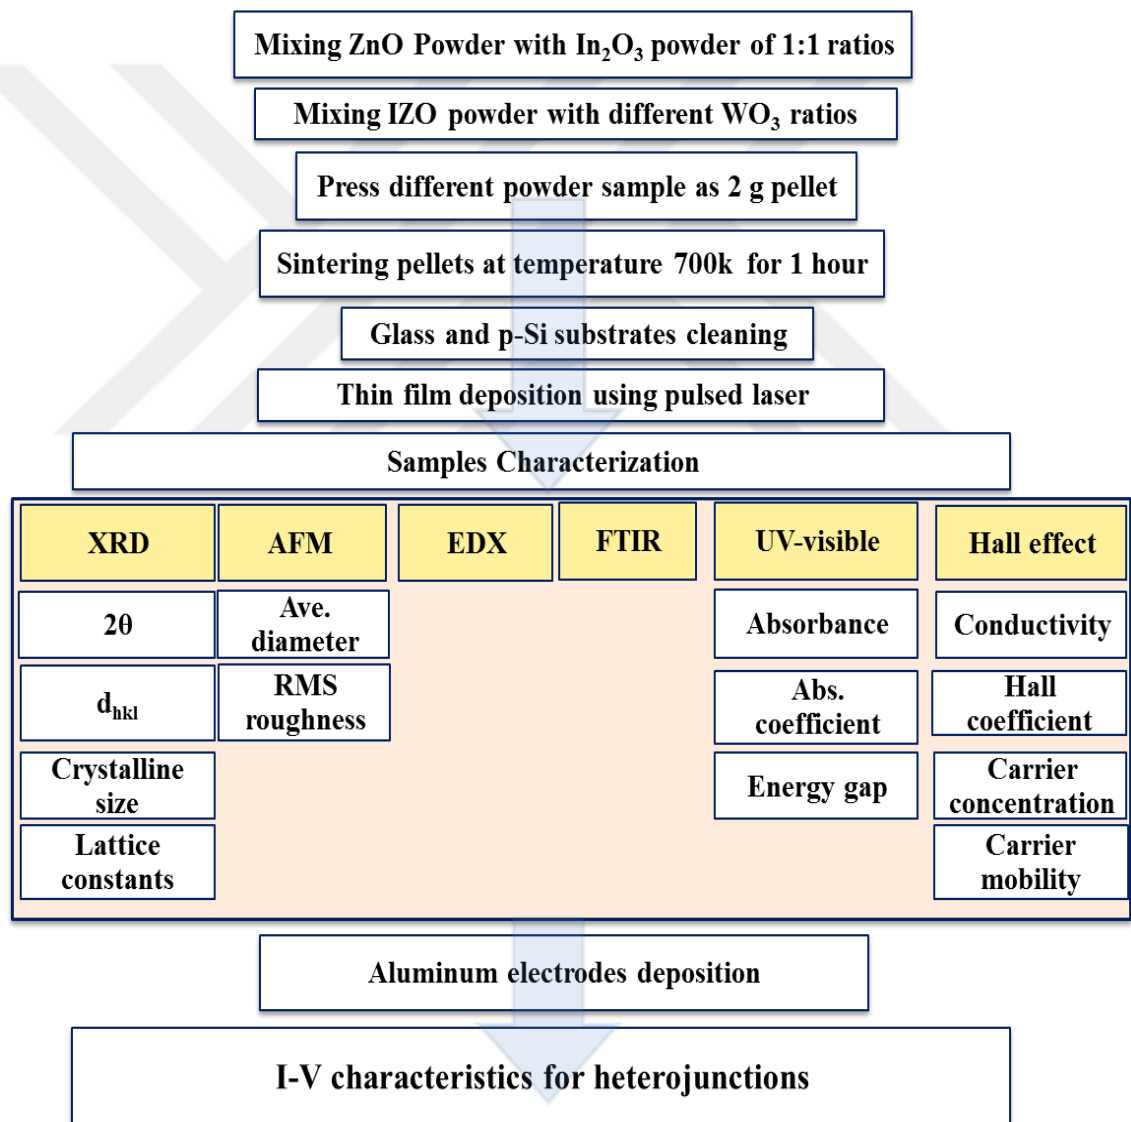 Mixing ZnO Powder with In₂O₃ powder of 1:1 ratios
Mixing IZO powder with different WO₃ ratios
Press different powder sample as 2 g pellet
Sintering pellets at temperature 700k for 1 hour
Glass and p-Si substrates cleaning
Thin film deposition using pulsed laser
Samples Characterization
XRD
AFM
EDX
FTIR
UV-visible
Hall effect
2θ
Ave.
diameter
Absorbance
Conductivity
d_hkl
RMS
roughness
Abs.
coefficient
Hall
coefficient
Crystalline
size
Energy gap
Carrier
concentration
Lattice
constants
Carrier
mobility
Aluminum electrodes deposition
I-V characteristics for heterojunctions